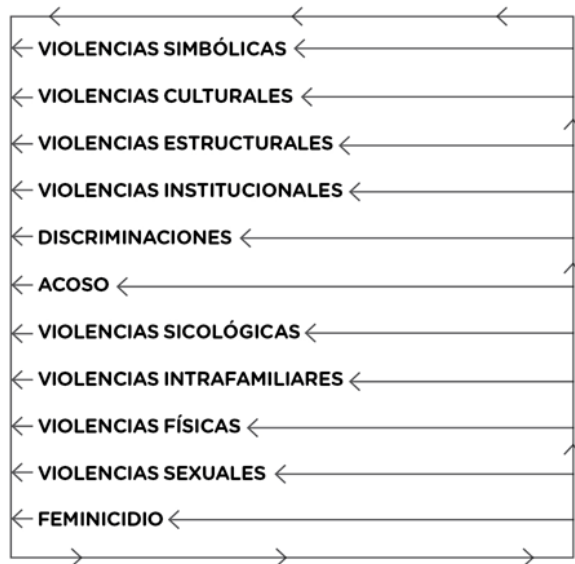 VIOLENCIAS SIMBÓLICAS
VIOLENCIAS CULTURALES
VIOLENCIAS ESTRUCTURALES
VIOLENCIAS INSTITUCIONALES
DISCRIMINACIONES
ACOSO
VIOLENCIAS SICOLÓGICAS
VIOLENCIAS INTRAFAMILIARES
VIOLENCIAS FÍSICAS
VIOLENCIAS SEXUALES
FEMINICIDIO